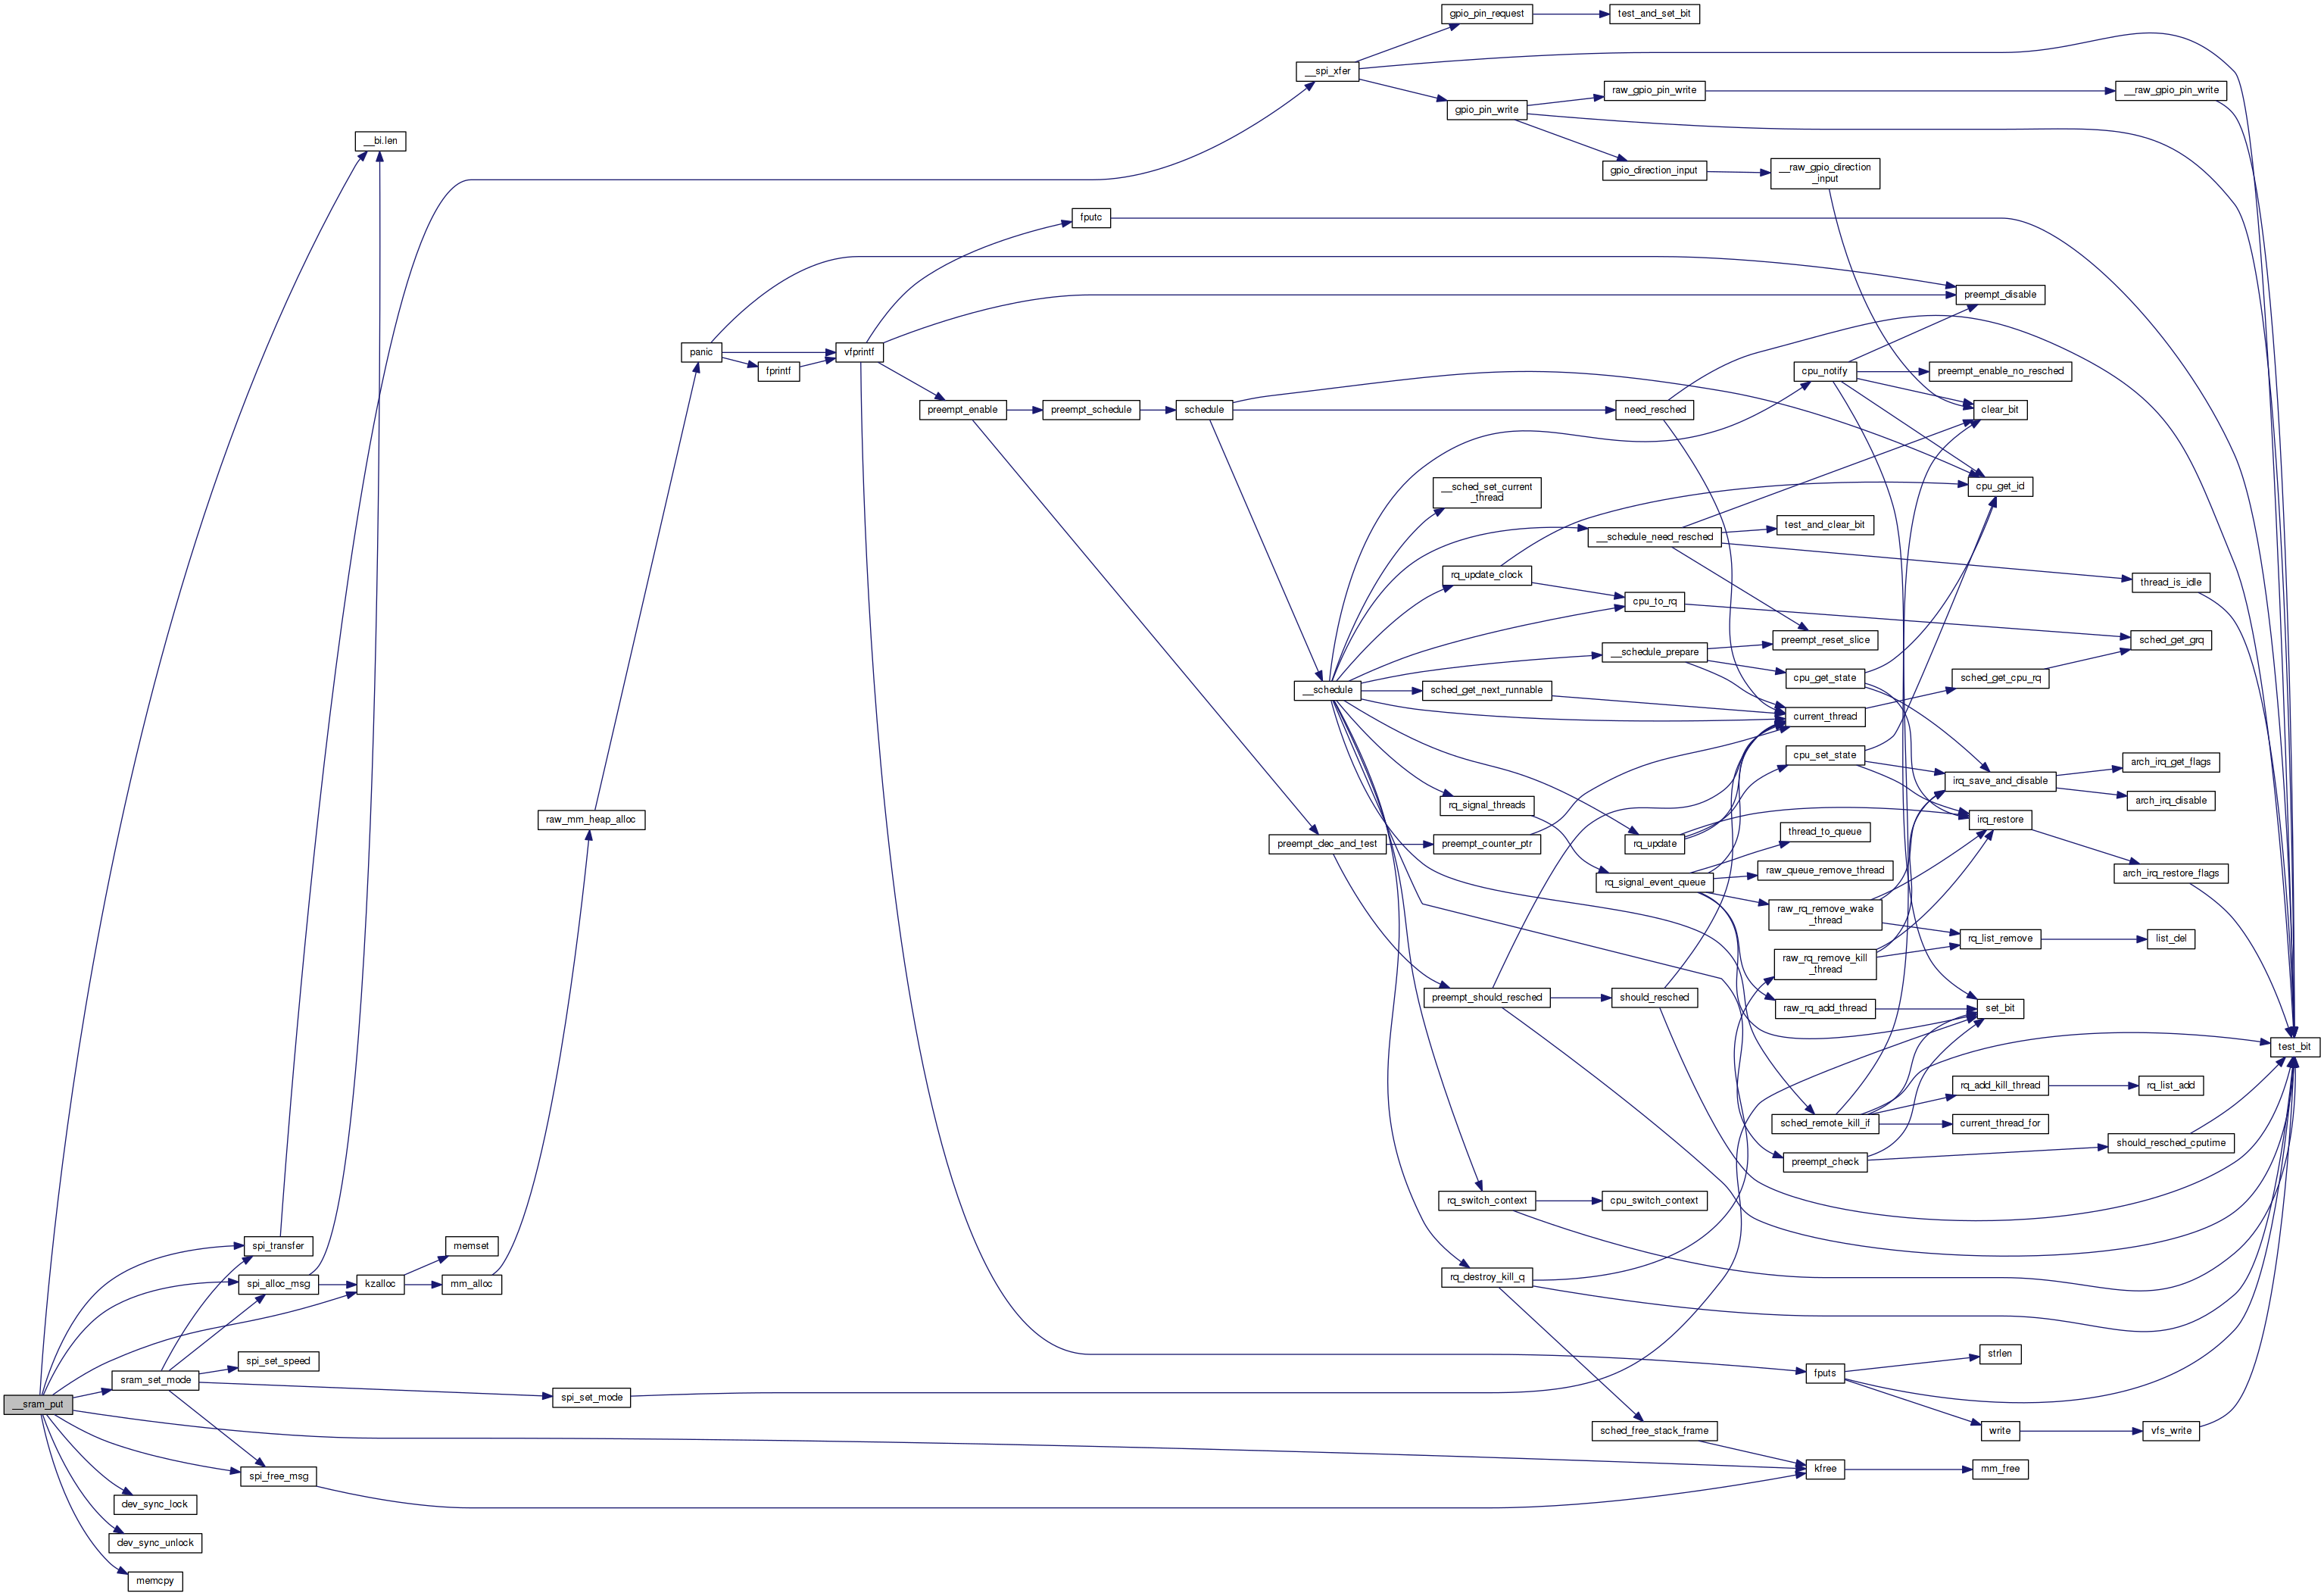 gpio_pin_request
test_and_set_bit
__spi_xfer
raw_gpio_pin_write
__raw_gpio_pin_write
gpio_pin_write
__bi.len
gpio_direction_input
__raw_gpio_direction
_input
fputc
preempt_disable
panic
vfprintf
fprintf
cpu_notify
preempt_enable_no_resched
preempt_enable
preempt_schedule
schedule
need_resched
clear_bit
__sched_set_current
_thread
cpu_get_id
test_and_clear_bit
__schedule_need_resched
rq_update_clock
thread_is_idle
cpu_to_rq
preempt_reset_slice
sched_get_grq
__schedule_prepare
cpu_get_state
sched_get_cpu_rq
__schedule
sched_get_next_runnable
current_thread
cpu_set_state
arch_irq_get_flags
irq_save_and_disable
arch_irq_disable
rq_signal_threads
raw_mm_heap_alloc
irq_restore
thread_to_queue
preempt_dec_and_test
preempt_counter_ptr
rq_update
raw_queue_remove_thread
arch_irq_restore_flags
rq_signal_event_queue
raw_rq_remove_wake
_thread
rq_list_remove
list_del
raw_rq_remove_kill
_thread
preempt_should_resched
should_resched
raw_rq_add_thread
set_bit
test_bit
rq_add_kill_thread
rq_list_add
sched_remote_kill_if
current_thread_for
should_resched_cputime
preempt_check
rq_switch_context
cpu_switch_context
spi_transfer
memset
rq_destroy_kill_q
spi_alloc_msg
kzalloc
mm_alloc
strlen
spi_set_speed
fputs
sram_set_mode
spi_set_mode
__sram_put
sched_free_stack_frame
write
vfs_write
spi_free_msg
kfree
mm_free
dev_sync_lock
dev_sync_unlock
memcpy